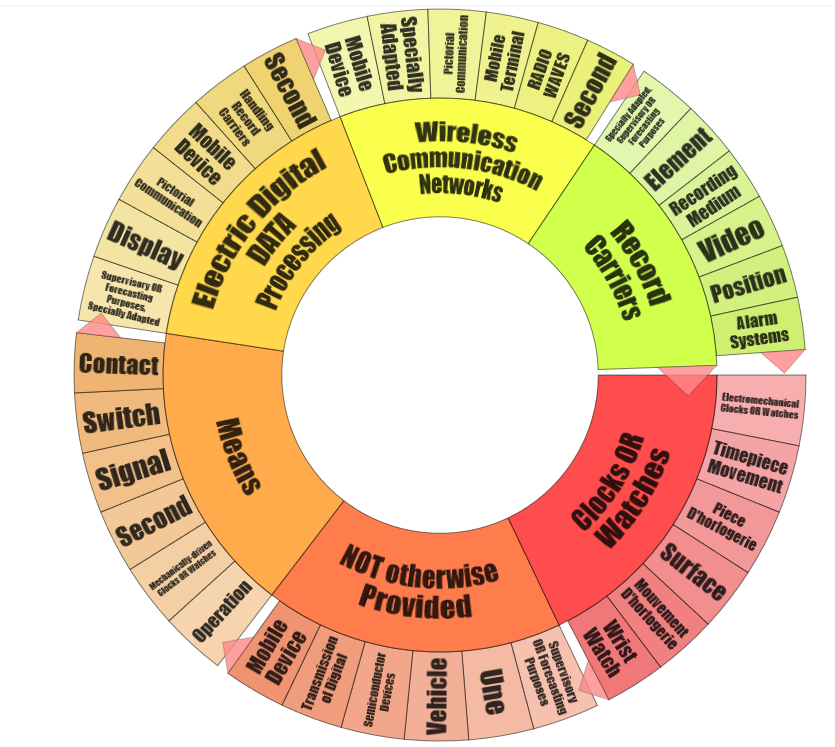 Wireless
Communication
Networks
Mobile
Device
Specially
Adapted
Pictorial
Communication
Mobile
Terminal
RADIO
WAVES
Second
Record
Carriers
Specially Adapted,
Supervisory OR
Forecasting
Purposes
Element
Recording
Medium
Video
Position
Alarm
Systems
Clocks OR
Watches
Electromechanical
Clocks OR Watches
Timepiece
Movement
Piece
D'horlogerie
Surface
Mouvement
D'horlogerie
Wrist
Watch
NOT otherwise
Provided
Supervisory
OR Forecasting
Purposes
Une
Vehicle
Semiconductor
Devices
Transmission
of Digital
Mobile
Device
Means
Operation
Mechanically-driven
Clocks OR Watches
Second
Signal
Switch
Contact
Electric Digital
DATA
Processing
Supervisory OR
Forecasting
Purposes,
Specially Adapted
Display
Pictorial
Communication
Mobile
Device
Handling
Record
Carriers
Second